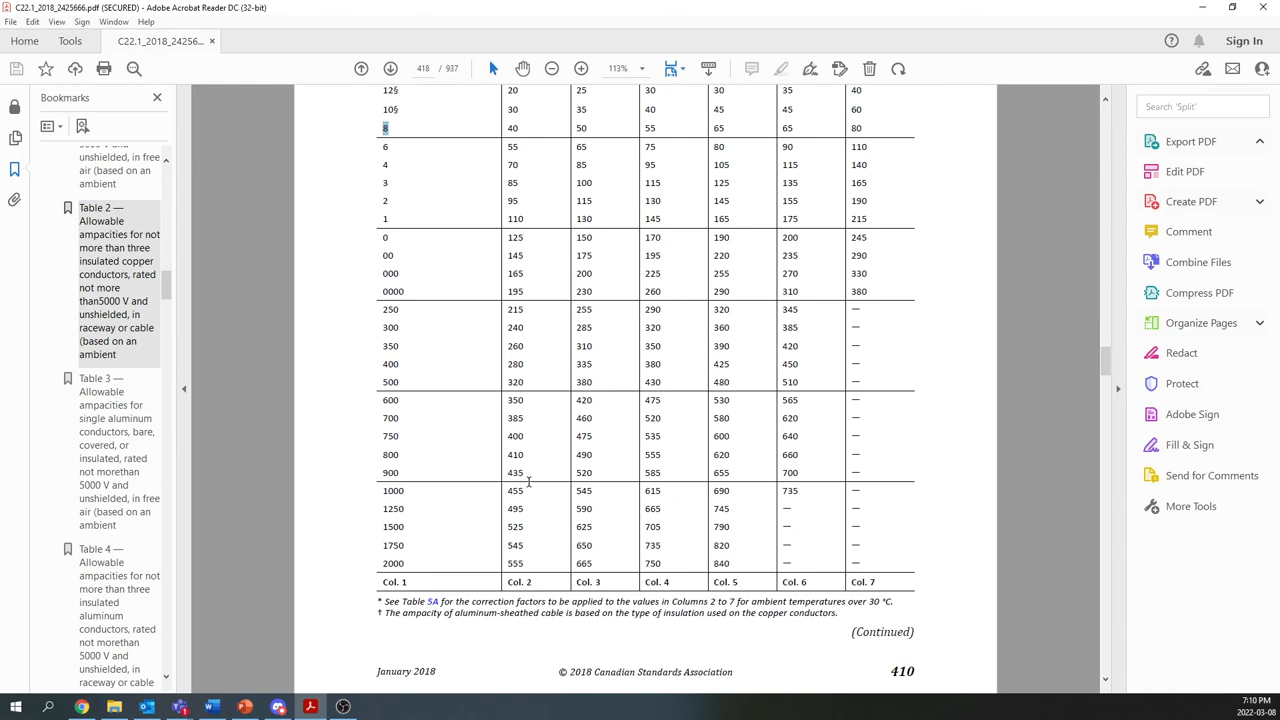 C22.1_2018_2425666.pdf (SECURED) - Adobe Acrobat Reader DC (32-bit)
File Edit View Sign Window Help
Home Tools C22.1_2018_24256... × Sign In
418 / 937 113%
Bookmarks
5000 V and
unshielded, in free
air (based on an
ambient
Table 2 —
Allowable
ampacities for not
more than three
insulated copper
conductors, rated
not more
than5000 V and
unshielded, in
raceway or cable
(based on an
ambient
Table 3 —
Allowable
ampacities for
single aluminum
conductors, bare,
covered, or
insulated, rated
not morethan
5000 V and
unshielded, in free
air (based on an
ambient
Table 4 —
Allowable
ampacities for not
more than three
insulated
aluminum
conductors, rated
not morethan
5000 V and
unshielded, in
raceway or cable
12§ 20 25 30 30 35 40
10§ 30 35 40 45 45 60
8 40 50 55 65 65 80
6 55 65 75 80 90 110
4 70 85 95 105 115 140
3 85 100 115 125 135 165
2 95 115 130 145 155 190
1 110 130 145 165 175 215
0 125 150 170 190 200 245
00 145 175 195 220 235 290
000 165 200 225 255 270 330
0000 195 230 260 290 310 380
250 215 255 290 320 345 —
300 240 285 320 360 385 —
350 260 310 350 390 420 —
400 280 335 380 425 450 —
500 320 380 430 480 510 —
600 350 420 475 530 565 —
700 385 460 520 580 620 —
750 400 475 535 600 640 —
800 410 490 555 620 660 —
900 435 520 585 655 700 —
1000 455 545 615 690 735 —
1250 495 590 665 745 — —
1500 525 625 705 790 — —
1750 545 650 735 820 — —
2000 555 665 750 840 — —
Col. 1 Col. 2 Col. 3 Col. 4 Col. 5 Col. 6 Col. 7
* See Table 5A for the correction factors to be applied to the values in Columns 2 to 7 for ambient temperatures over 30 °C.
† The ampacity of aluminum-sheathed cable is based on the type of insulation used on the copper conductors.
(Continued)
January 2018 © 2018 Canadian Standards Association 410
Search 'Split'
Export PDF
Edit PDF
Create PDF
Comment
Combine Files
Compress PDF
Organize Pages
Redact
Protect
Adobe Sign
Fill & Sign
Send for Comments
More Tools
7:10 PM
2022-03-08